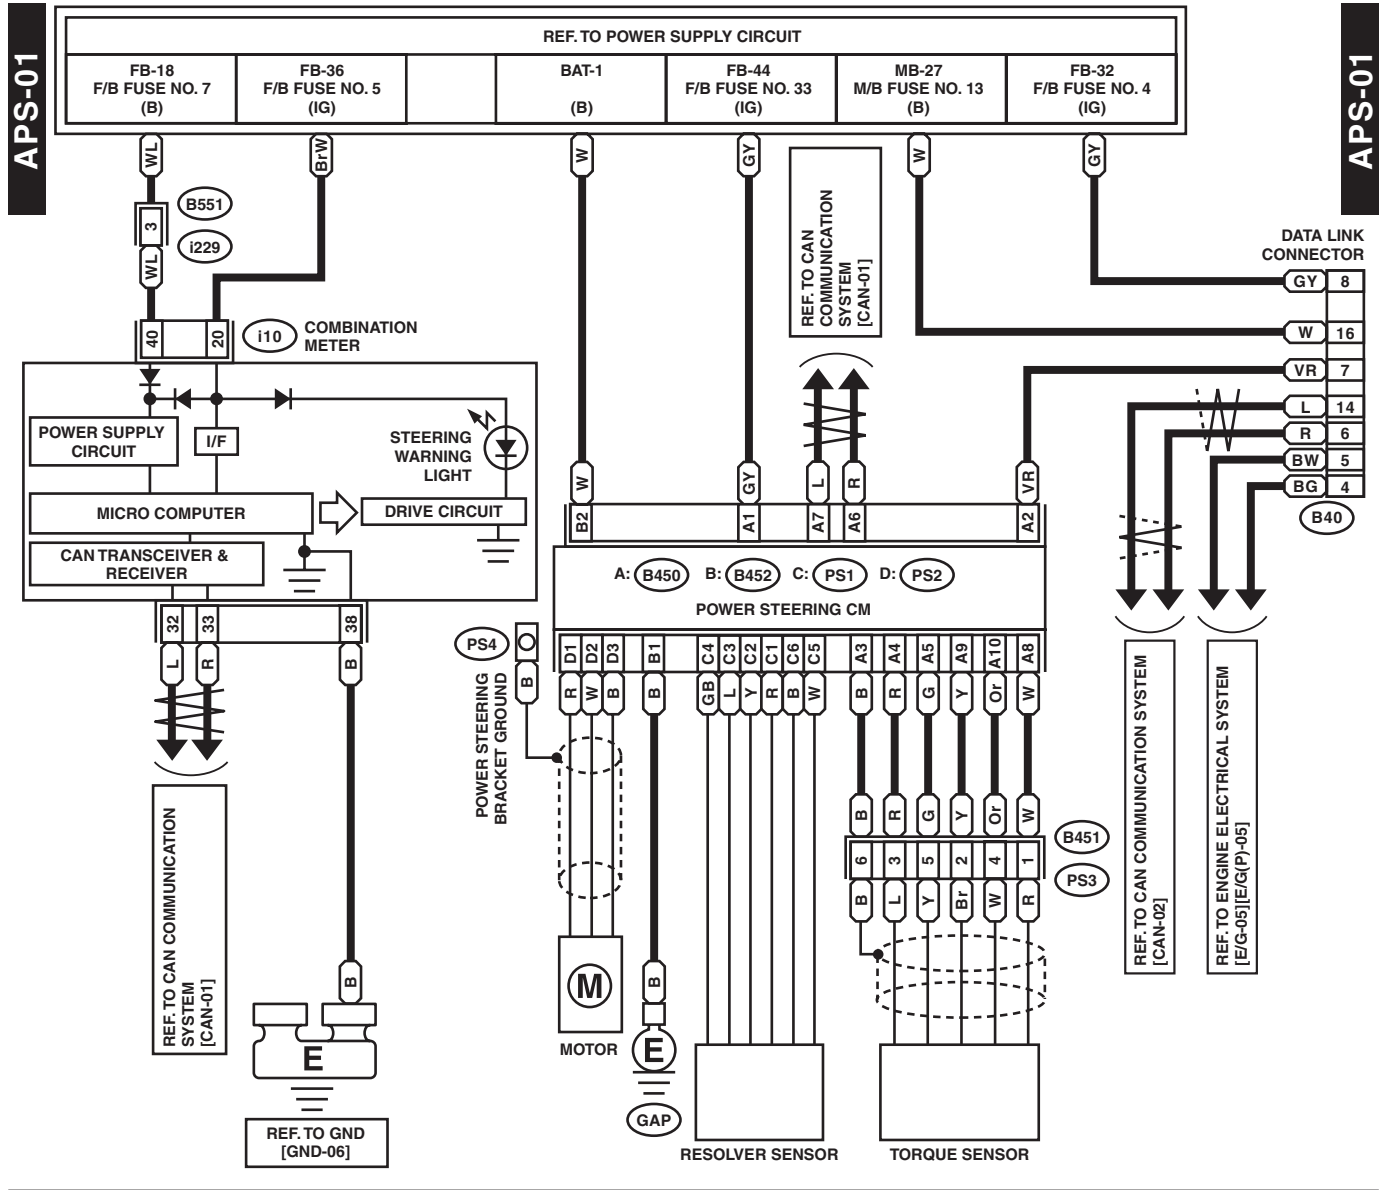 APS-01
APS-01
REF. TO POWER SUPPLY CIRCUIT
FB-18
F/B FUSE NO. 7
(B)
FB-36
F/B FUSE NO. 5
(IG)
BAT-1
(B)
FB-44
F/B FUSE NO. 33
(IG)
MB-27
M/B FUSE NO. 13
(B)
FB-32
F/B FUSE NO. 4
(IG)
WL
BrW
W
GY
W
GY
B551
3
i229
WL
REF. TO CAN
COMMUNICATION
SYSTEM
[CAN-01]
DATA LINK
CONNECTOR
GY 8
W 16
VR 7
L 14
R 6
BW 5
BG 4
B40
40
20
i10
COMBINATION
METER
POWER SUPPLY
CIRCUIT
I/F
STEERING
WARNING
LIGHT
MICRO COMPUTER
DRIVE CIRCUIT
CAN TRANSCEIVER &
RECEIVER
W
GY
L
R
VR
B2
A1
A7
A6
A2
A: B450 B: B452 C: PS1 D: PS2
POWER STEERING CM
32
33
38
L
R
B
PS4
B
POWER STEERING
BRACKET GROUND
D1
D2
D3
B1
C4
C3
C2
C1
C6
C5
A3
A4
A5
A9
A10
A8
R
W
B
B
GB
L
Y
R
B
W
B
R
G
Y
Or
W
B
R
G
Y
Or
W
B451
6
3
5
2
4
1
PS3
B
L
Y
Br
W
R
REF. TO CAN COMMUNICATION
SYSTEM
[CAN-01]
REF. TO CAN COMMUNICATION SYSTEM
[CAN-02]
REF. TO ENGINE ELECTRICAL SYSTEM
[E/G-05][E/G(P)-05]
B
E
REF. TO GND
[GND-06]
M
MOTOR
B
E
GAP
RESOLVER SENSOR
TORQUE SENSOR